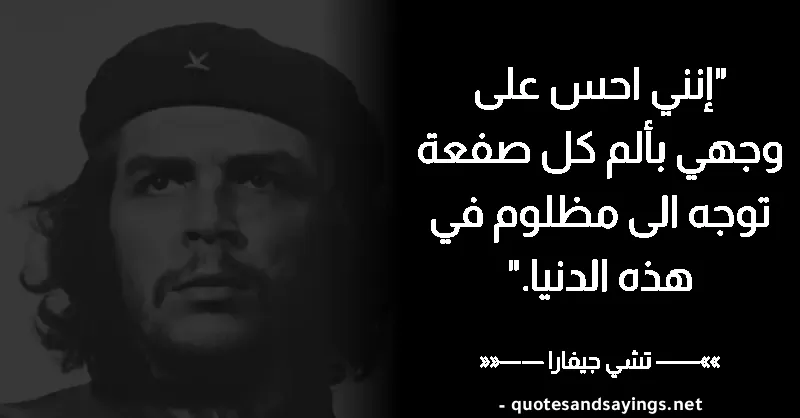 "إنني احس على
وجهي بألم كل صفعة
توجه الى مظلوم في
هذه الدنيا."
»»―― تشي جيفارا ――««
- quotesandsayings.net